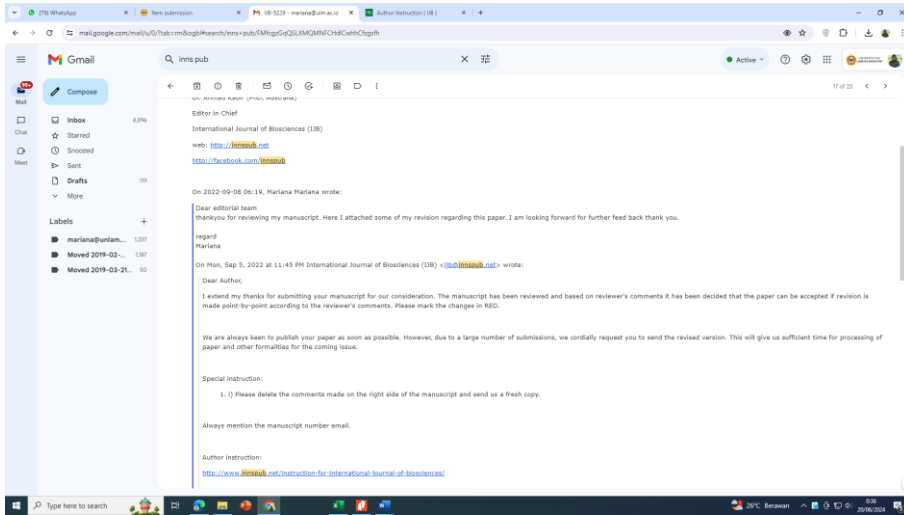 (19) WhatsApp
Item submission
IJB-5229 - mariana@ulm.ac.id -
Author Instruction | IJB |
mail.google.com/mail/u/0/?tab=rm&ogbl#search/inns+pub/
Gmail
inns pub
Active
99+
Mail
Chat
Meet
Compose
Inbox 4,896
Starred
Snoozed
Sent
Drafts 119
More
Labels
mariana@unlam... 1,237
Moved 2019-02-... 1,187
Moved 2019-03-21... 50
17 of 23
Dr. Ahmad Kabir (PhD, Australia)
Editor in Chief
International Journal of Biosciences (IJB)
web: http://innspub.net
http://facebook.com/innspub
On 2022-09-08 06:19, Mariana Mariana wrote:
Dear editorial team
thankyou for reviewing my manuscript. Here I attached some of my revision regarding this paper. I am looking forward for further feed back thank you.
regard
Mariana
On Mon, Sep 5, 2022 at 11:45 PM International Journal of Biosciences (IJB) <ijb@innspub.net> wrote:
Dear Author,
I extend my thanks for submitting your manuscript for our consideration. The manuscript has been reviewed and based on reviewer's comments it has been decided that the paper can be accepted if revision is
made point-by-point according to the reviewer's comments. Please mark the changes in RED.
We are always keen to publish your paper as soon as possible. However, due to a large number of submissions, we cordially request you to send the revised version. This will give us sufficient time for processing of
paper and other formalities for the coming issue.
Special instruction:
1. i) Please delete the comments made on the right side of the manuscript and send us a fresh copy.
Always mention the manuscript number email.
Author instruction:
http://www.innspub.net/instruction-for-international-journal-of-biosciences/
Type here to search
26°C Berawan
0:36
20/06/2024